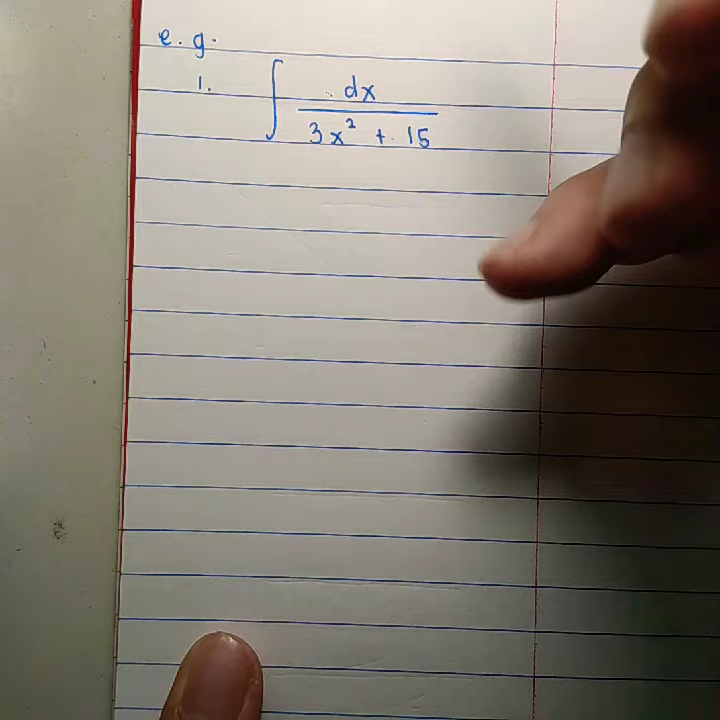 e.g.
1. ∫ dx
3x² + 15